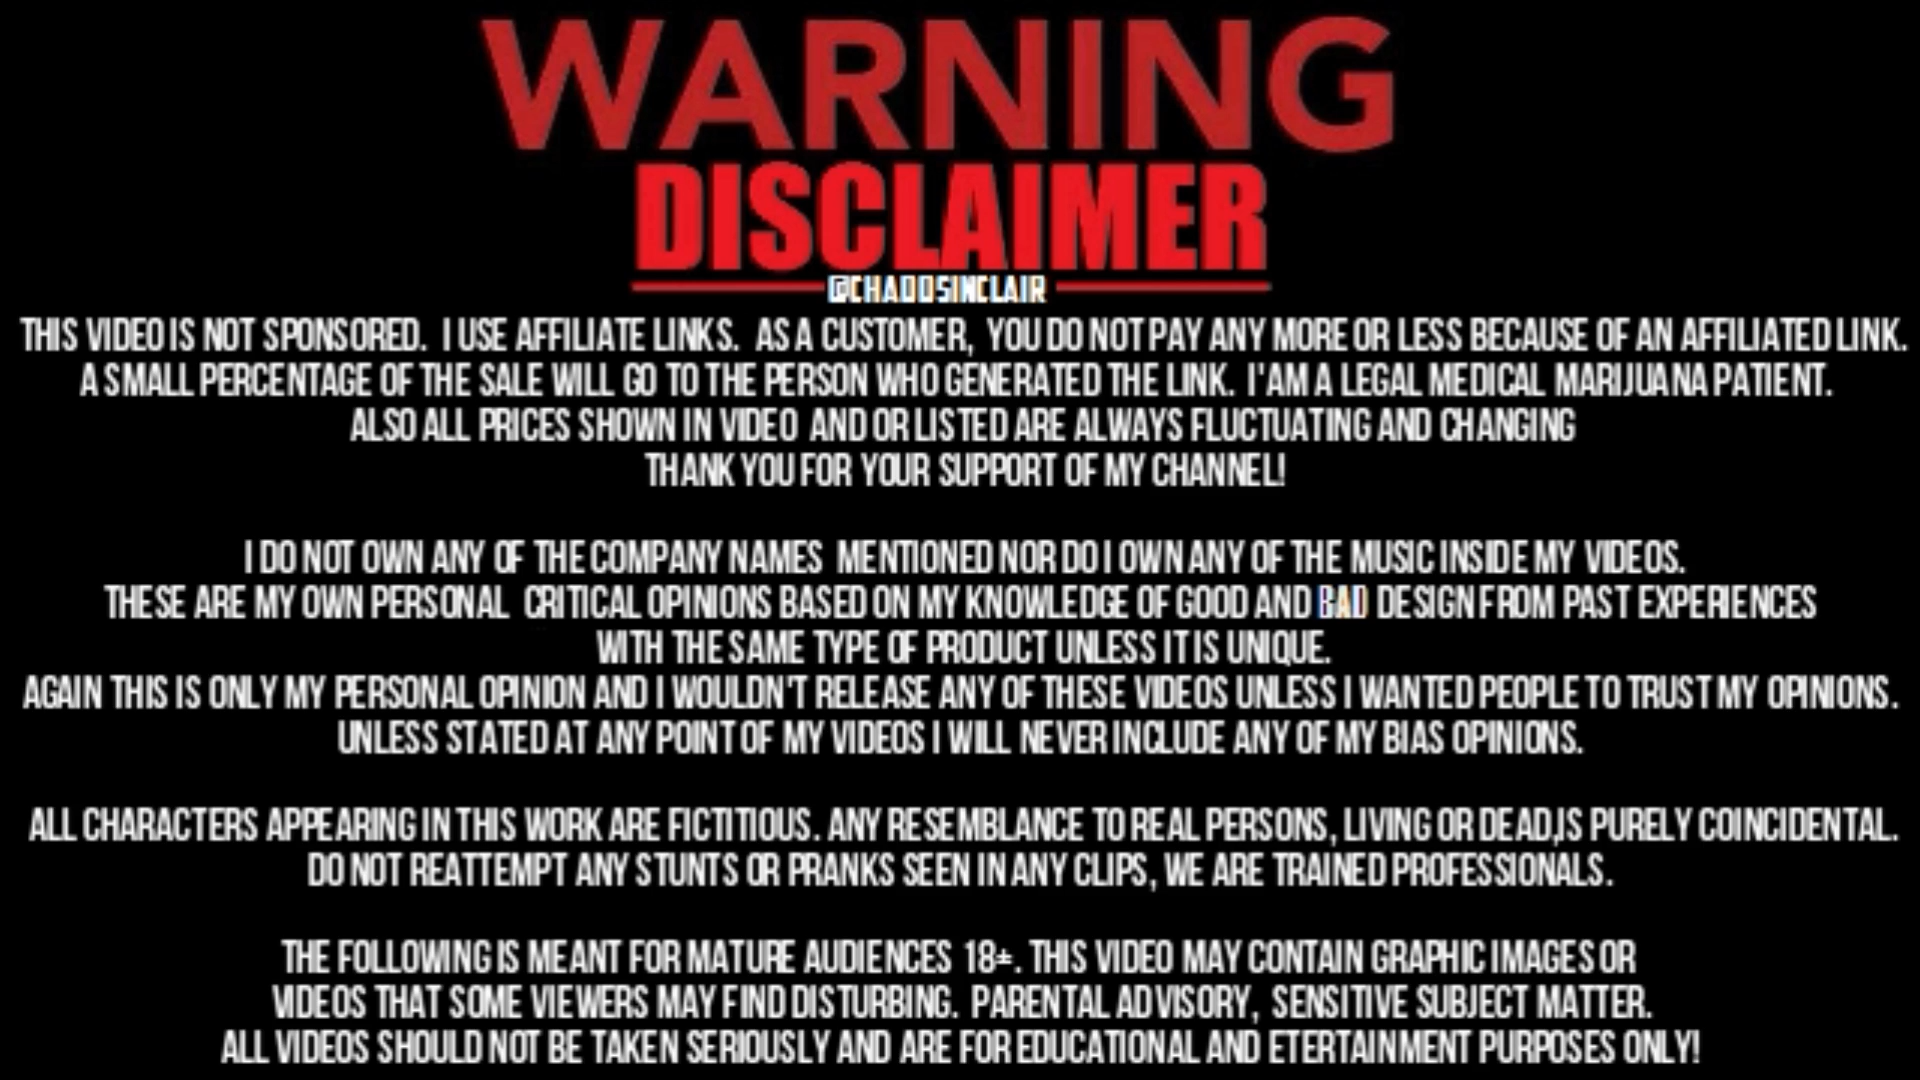 WARNING
DISCLAIMER
@CHADDSINCLAIR
THIS VIDEO IS NOT SPONSORED. I USE AFFILIATE LINKS. AS A CUSTOMER, YOU DO NOT PAY ANY MORE OR LESS BECAUSE OF AN AFFILIATED LINK.
A SMALL PERCENTAGE OF THE SALE WILL GO TO THE PERSON WHO GENERATED THE LINK. I'AM A LEGAL MEDICAL MARIJUANA PATIENT.
ALSO ALL PRICES SHOWN IN VIDEO AND OR LISTED ARE ALWAYS FLUCTUATING AND CHANGING
THANK YOU FOR YOUR SUPPORT OF MY CHANNEL!
I DO NOT OWN ANY OF THE COMPANY NAMES MENTIONED NOR DO I OWN ANY OF THE MUSIC INSIDE MY VIDEOS.
THESE ARE MY OWN PERSONAL CRITICAL OPINIONS BASED ON MY KNOWLEDGE OF GOOD AND BAD DESIGN FROM PAST EXPERIENCES
WITH THE SAME TYPE OF PRODUCT UNLESS IT IS UNIQUE.
AGAIN THIS IS ONLY MY PERSONAL OPINION AND I WOULDN'T RELEASE ANY OF THESE VIDEOS UNLESS I WANTED PEOPLE TO TRUST MY OPINIONS.
UNLESS STATED AT ANY POINT OF MY VIDEOS I WILL NEVER INCLUDE ANY OF MY BIAS OPINIONS.
ALL CHARACTERS APPEARING IN THIS WORK ARE FICTITIOUS. ANY RESEMBLANCE TO REAL PERSONS, LIVING OR DEAD,IS PURELY COINCIDENTAL.
DO NOT REATTEMPT ANY STUNTS OR PRANKS SEEN IN ANY CLIPS, WE ARE TRAINED PROFESSIONALS.
THE FOLLOWING IS MEANT FOR MATURE AUDIENCES 18+. THIS VIDEO MAY CONTAIN GRAPHIC IMAGES OR
VIDEOS THAT SOME VIEWERS MAY FIND DISTURBING. PARENTAL ADVISORY, SENSITIVE SUBJECT MATTER.
ALL VIDEOS SHOULD NOT BE TAKEN SERIOUSLY AND ARE FOR EDUCATIONAL AND ETERTAINMENT PURPOSES ONLY!